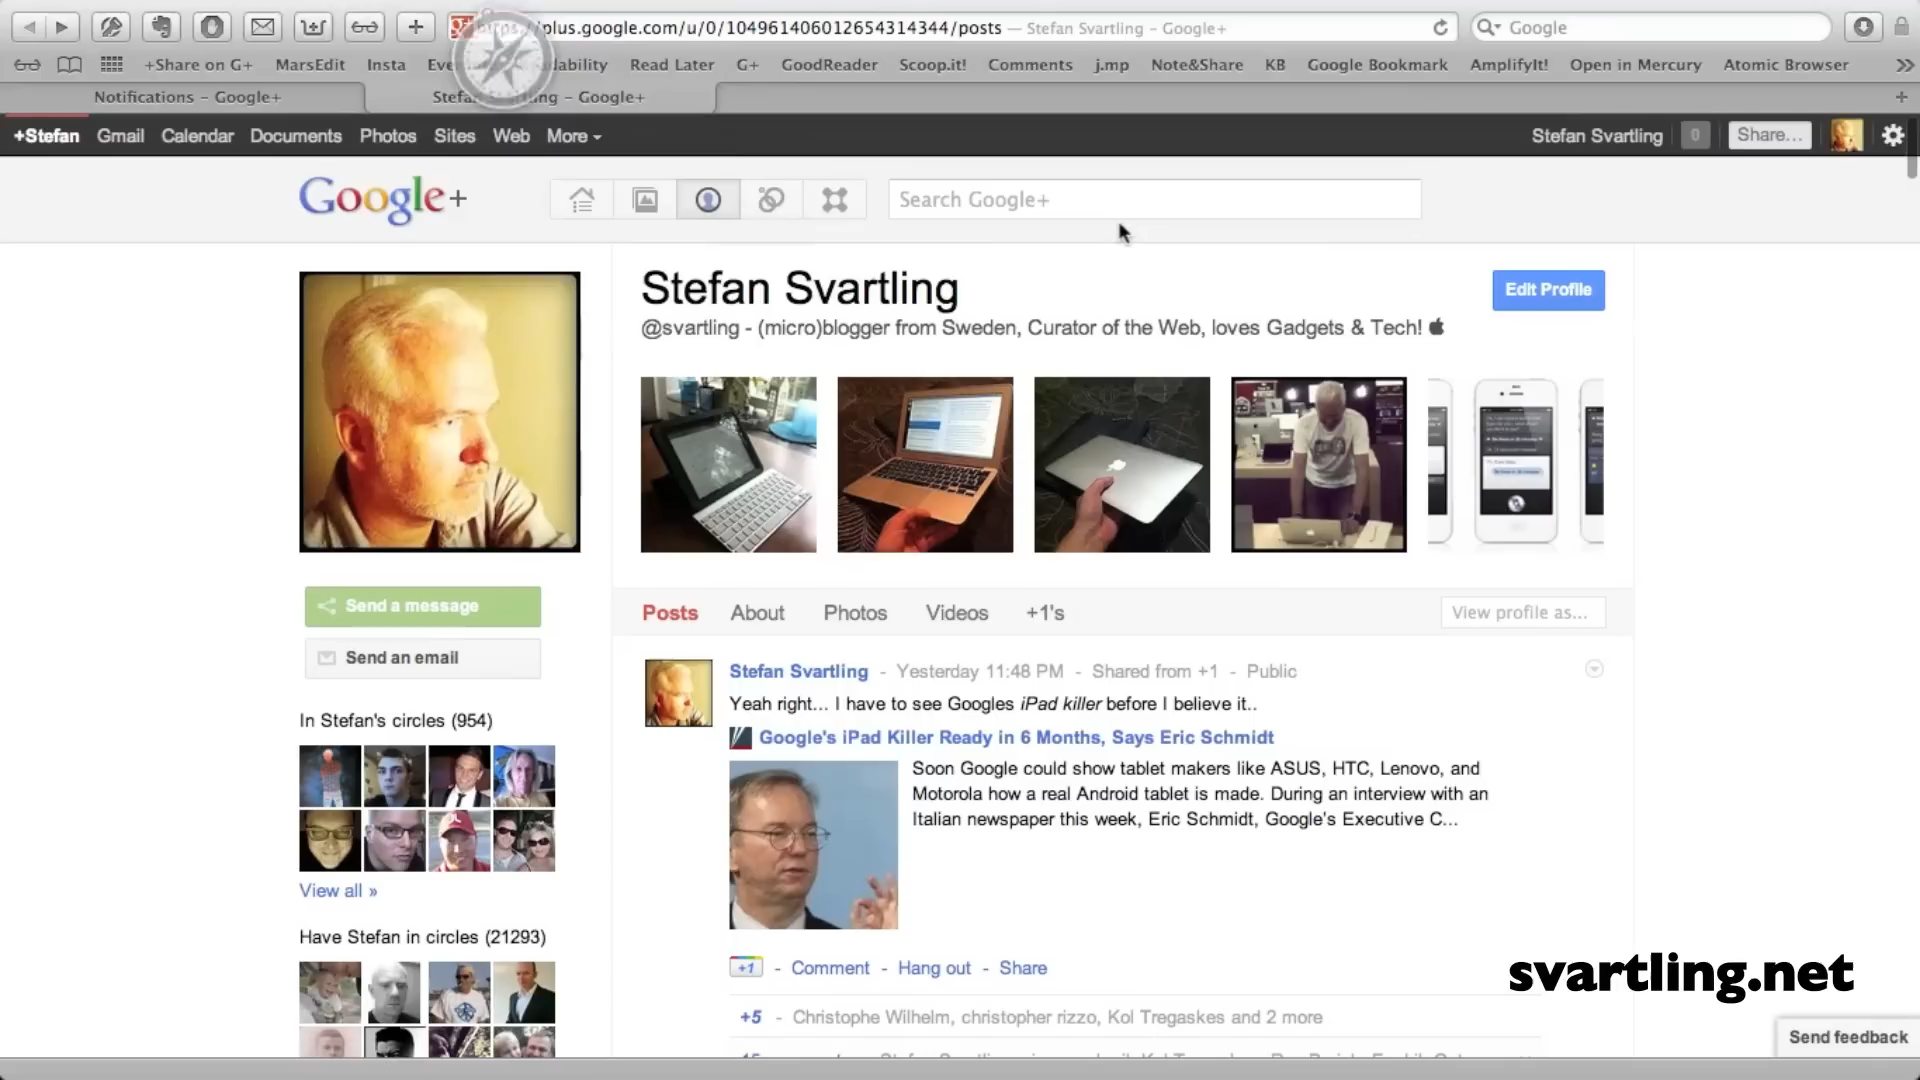 https://plus.google.com/u/0/104961406012654314344/posts — Stefan Svartling – Google+
Google
+Share on G+ MarsEdit Insta Read Later G+ GoodReader Scoop.it! Comments j.mp Note&Share KB Google Bookmark AmplifyIt! Open in Mercury Atomic Browser
Notifications – Google+
Stefan Svartling – Google+
+Stefan Gmail Calendar Documents Photos Sites Web More
Stefan Svartling 0 Share...
Google+
Search Google+
Stefan Svartling
Edit Profile
@svartling - (micro)blogger from Sweden, Curator of the Web, loves Gadgets & Tech!
Send a message
Send an email
In Stefan's circles (954)
View all »
Have Stefan in circles (21293)
Posts About Photos Videos +1's
View profile as...
Stefan Svartling - Yesterday 11:48 PM - Shared from +1 - Public
Yeah right... I have to see Googles iPad killer before I believe it..
Google's iPad Killer Ready in 6 Months, Says Eric Schmidt
Soon Google could show tablet makers like ASUS, HTC, Lenovo, and
Motorola how a real Android tablet is made. During an interview with an
Italian newspaper this week, Eric Schmidt, Google's Executive C...
+1 - Comment - Hang out - Share
+5 - Christophe Wilhelm, christopher rizzo, Kol Tregaskes and 2 more
svartling.net
Send feedback